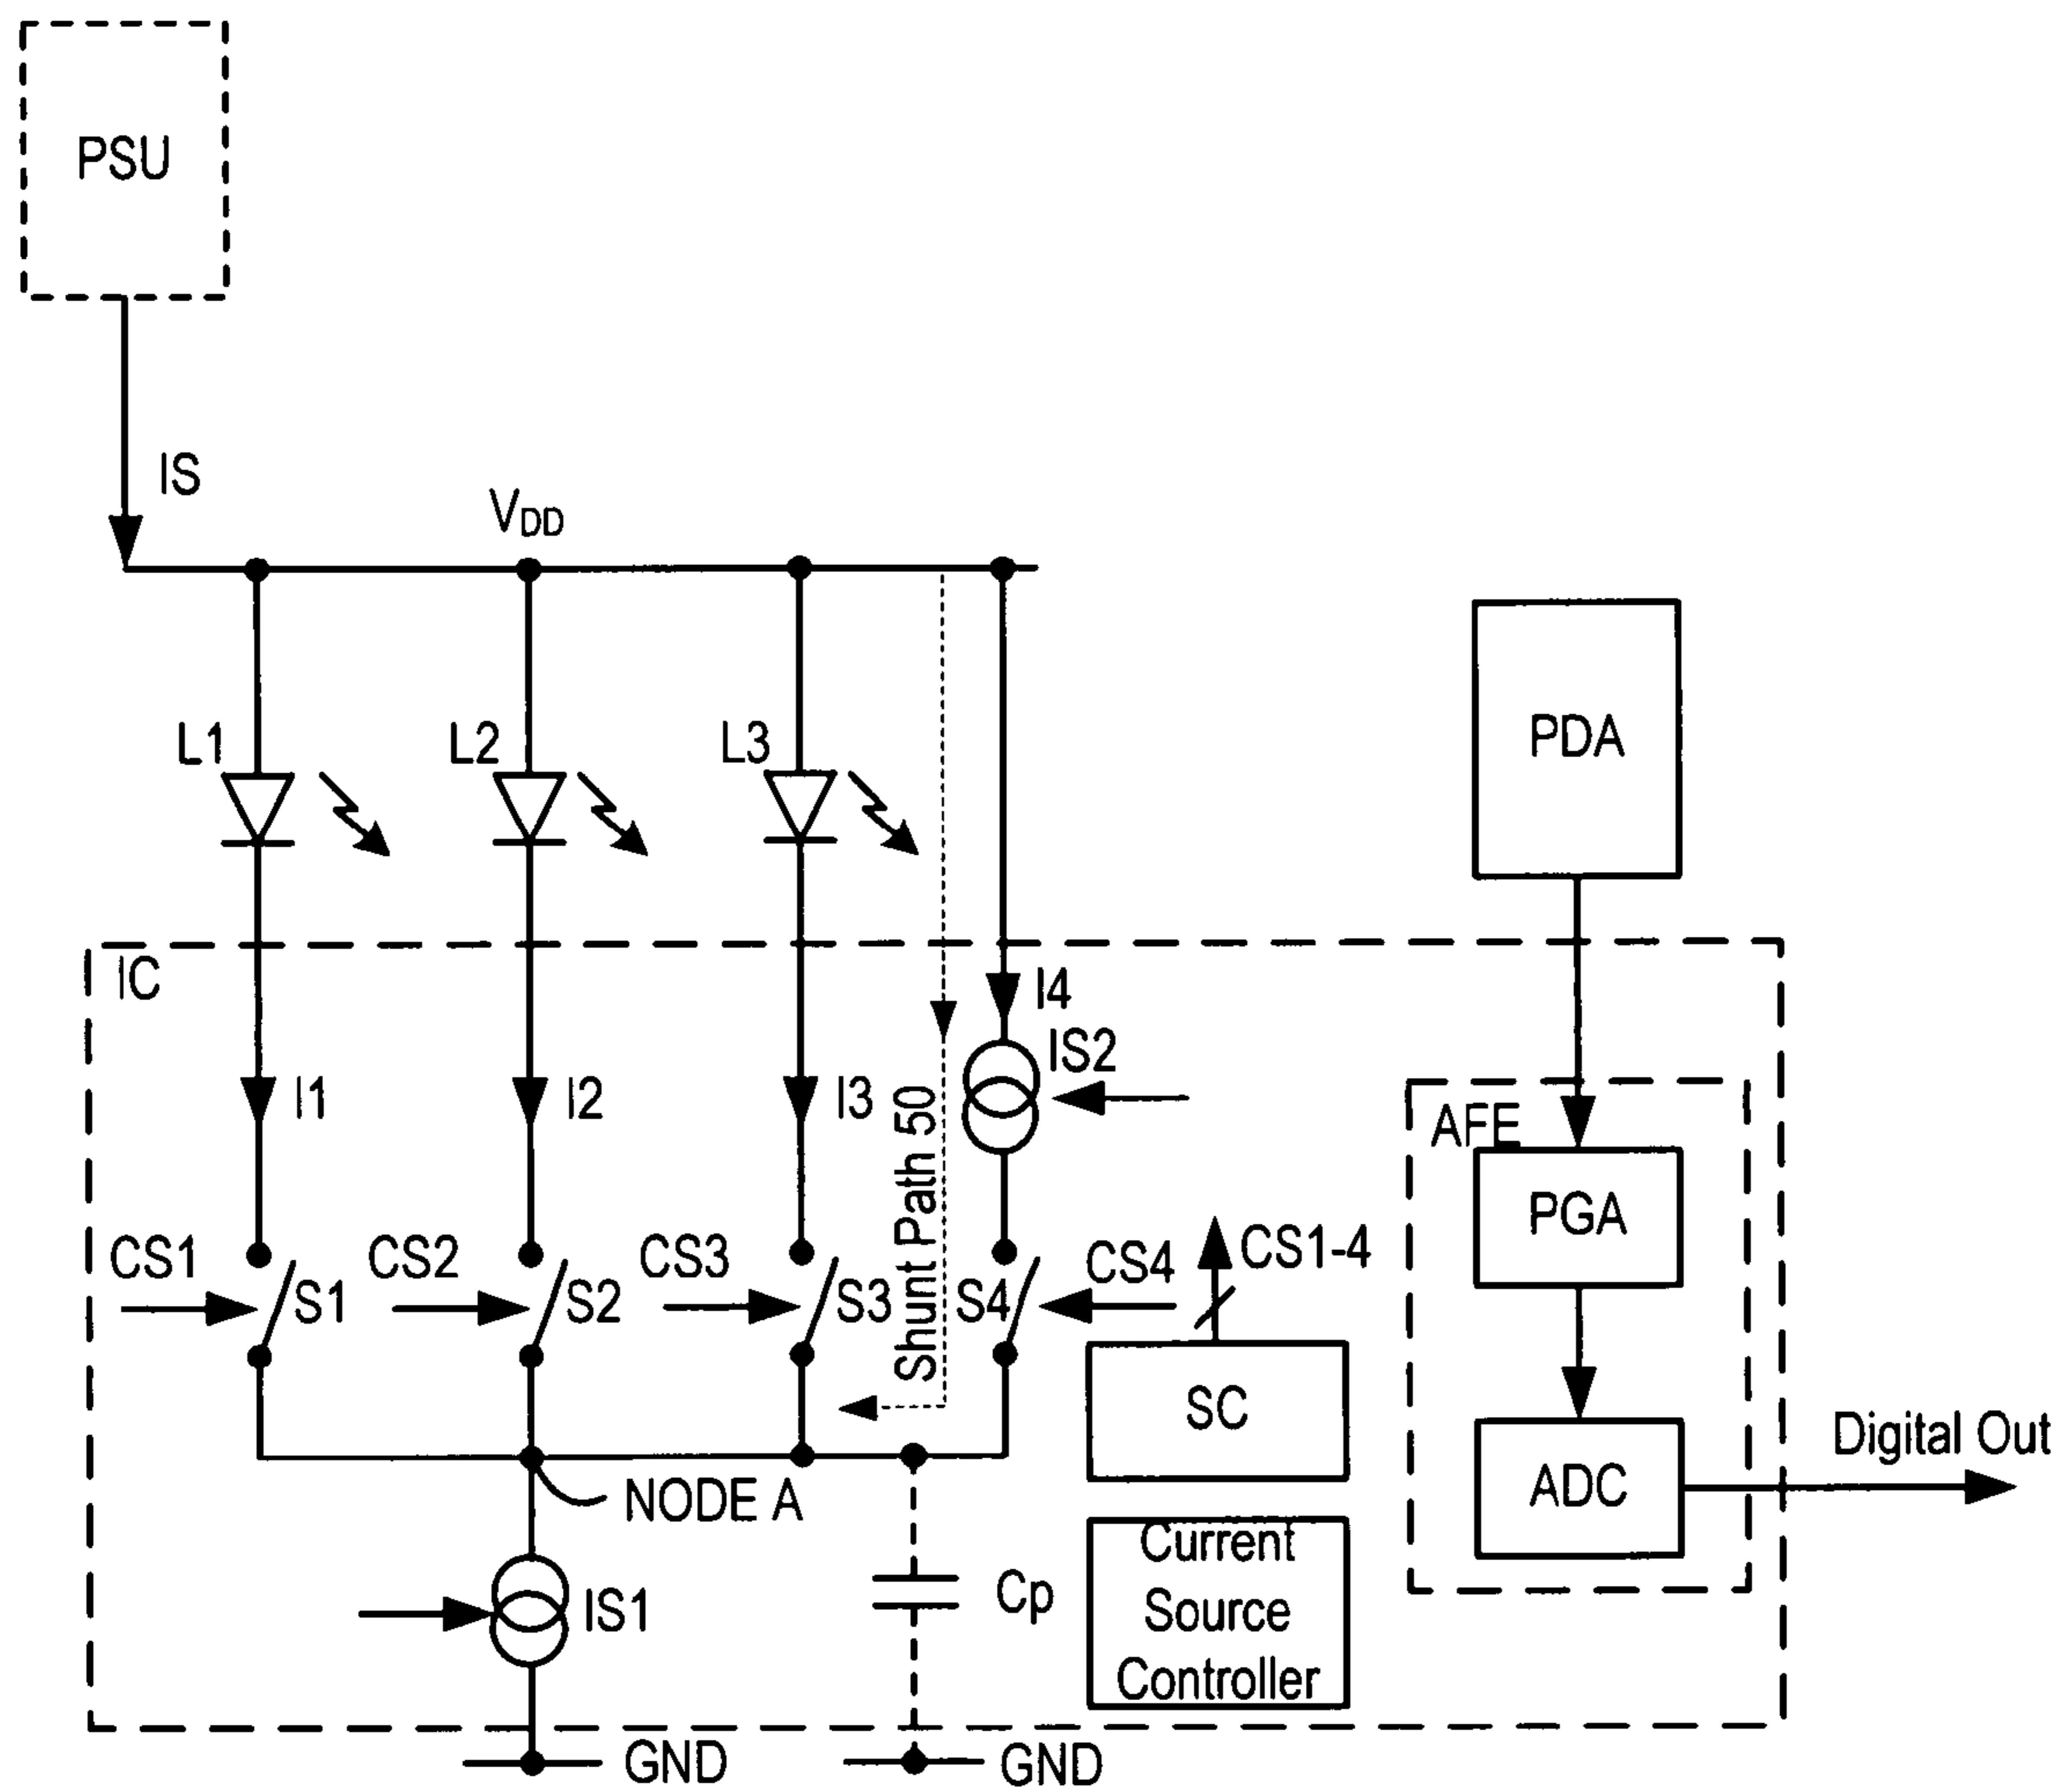 PSU
IS
VDD
L1
L2
L3
PDA
IC
I4
IS2
I1
I2
I3
Shunt Path 50
AFE
PGA
CS1
S1
CS2
S2
CS3
S3
S4
CS4
CS1-4
SC
ADC
Digital Out
NODE A
IS1
Cp
Current
Source
Controller
GND
GND